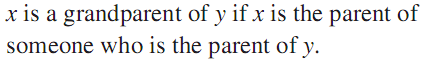 x is a grandparent of y if x is the parent of
someone who is the parent of y.